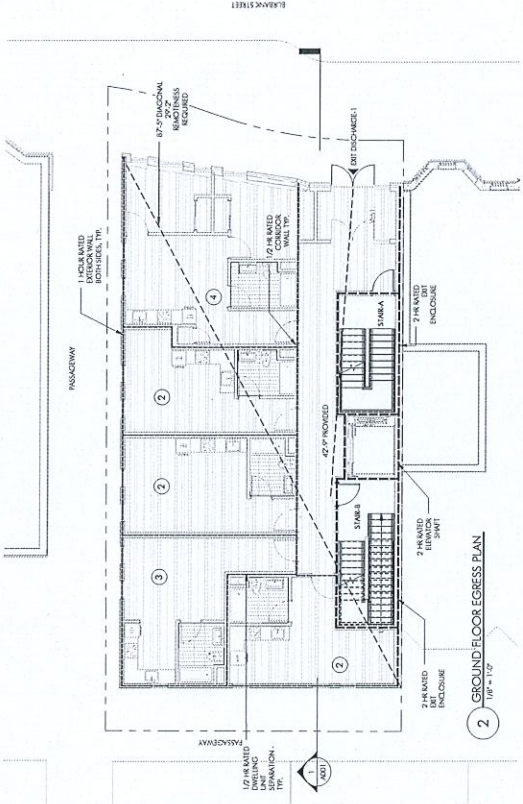 BURBANK STREET
PASSAGEWAY
1 HOUR RATED
EXTERIOR WALL
BOTH SIDES, TYP.
87'-5" DIAGONAL
29'-2"
REMOTENESS
REQUIRED
1/2 HR RATED
CORRIDOR
WALL TYP.
EXIT DISCHARGE-1
4
2
2
3
2
42'-9" PROVIDED
STAIR-A
STAIR-B
2 HR RATED
EXIT
ENCLOSURE
2 HR RATED
ELEVATOR
SHAFT
2 HR RATED
EXIT
ENCLOSURE
PASSAGEWAY
1/2 HR RATED
DWELLING
UNIT
SEPARATION -
TYP.
1
A001
2
GROUND FLOOR EGRESS PLAN
1/8" = 1'-0"